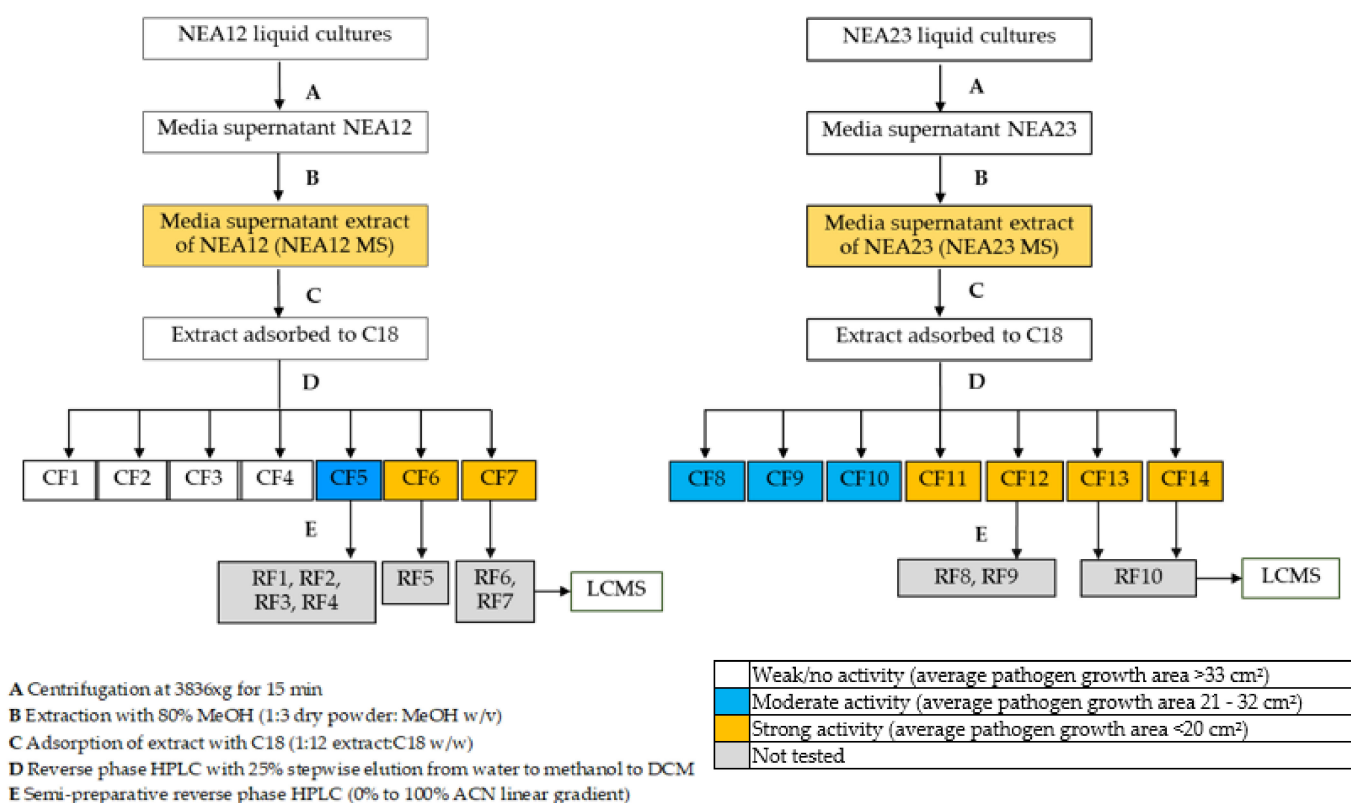 NEA12 liquid cultures
A
Media supernatant NEA12
B
Media supernatant extract
of NEA12 (NEA12 MS)
C
Extract adsorbed to C18
D
CF1 CF2 CF3 CF4 CF5 CF6 CF7
E
RF1, RF2,
RF3, RF4
RF5
RF6,
RF7
LCMS
NEA23 liquid cultures
A
Media supernatant NEA23
B
Media supernatant extract
of NEA23 (NEA23 MS)
C
Extract adsorbed to C18
D
CF8 CF9 CF10 CF11 CF12 CF13 CF14
E
RF8, RF9
RF10
LCMS
A Centrifugation at 3836xg for 15 min
B Extraction with 80% MeOH (1:3 dry powder: MeOH w/v)
C Adsorption of extract with C18 (1:12 extract:C18 w/w)
D Reverse phase HPLC with 25% stepwise elution from water to methanol to DCM
E Semi-preparative reverse phase HPLC (0% to 100% ACN linear gradient)
Weak/no activity (average pathogen growth area >33 cm²)
Moderate activity (average pathogen growth area 21 - 32 cm²)
Strong activity (average pathogen growth area <20 cm²)
Not tested